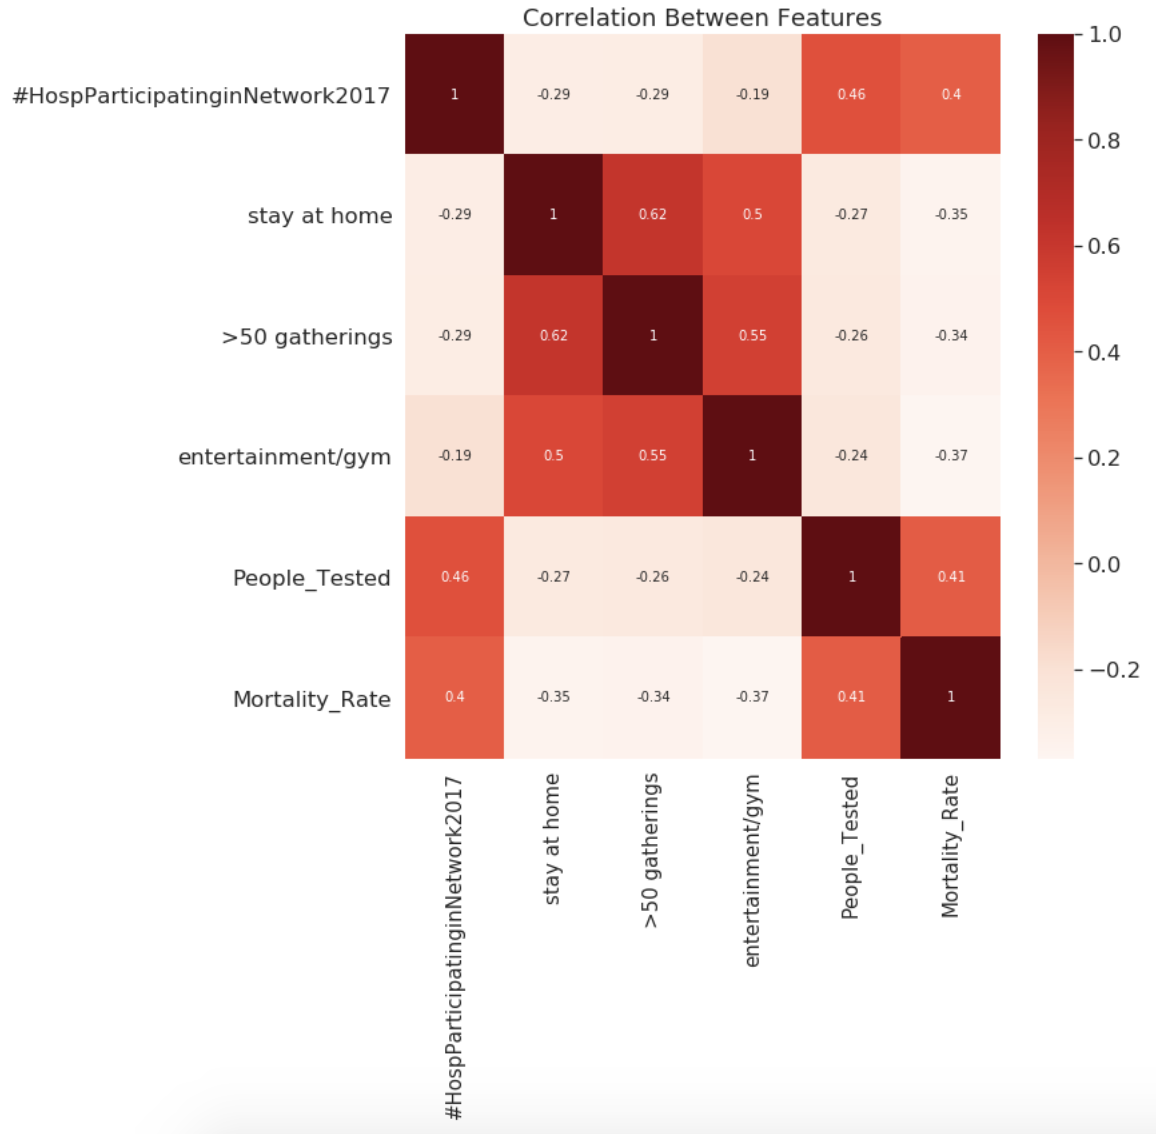 Correlation Between Features
#HospParticipatinginNetwork2017 1 -0.29 -0.29 -0.19 0.46 0.4
stay at home -0.29 1 0.62 0.5 -0.27 -0.35
>50 gatherings -0.29 0.62 1 0.55 -0.26 -0.34
entertainment/gym -0.19 0.5 0.55 1 -0.24 -0.37
People_Tested 0.46 -0.27 -0.26 -0.24 1 0.41
Mortality_Rate 0.4 -0.35 -0.34 -0.37 0.41 1
#HospParticipatinginNetwork2017
stay at home
>50 gatherings
entertainment/gym
People_Tested
Mortality_Rate
1.0
0.8
0.6
0.4
0.2
0.0
−0.2